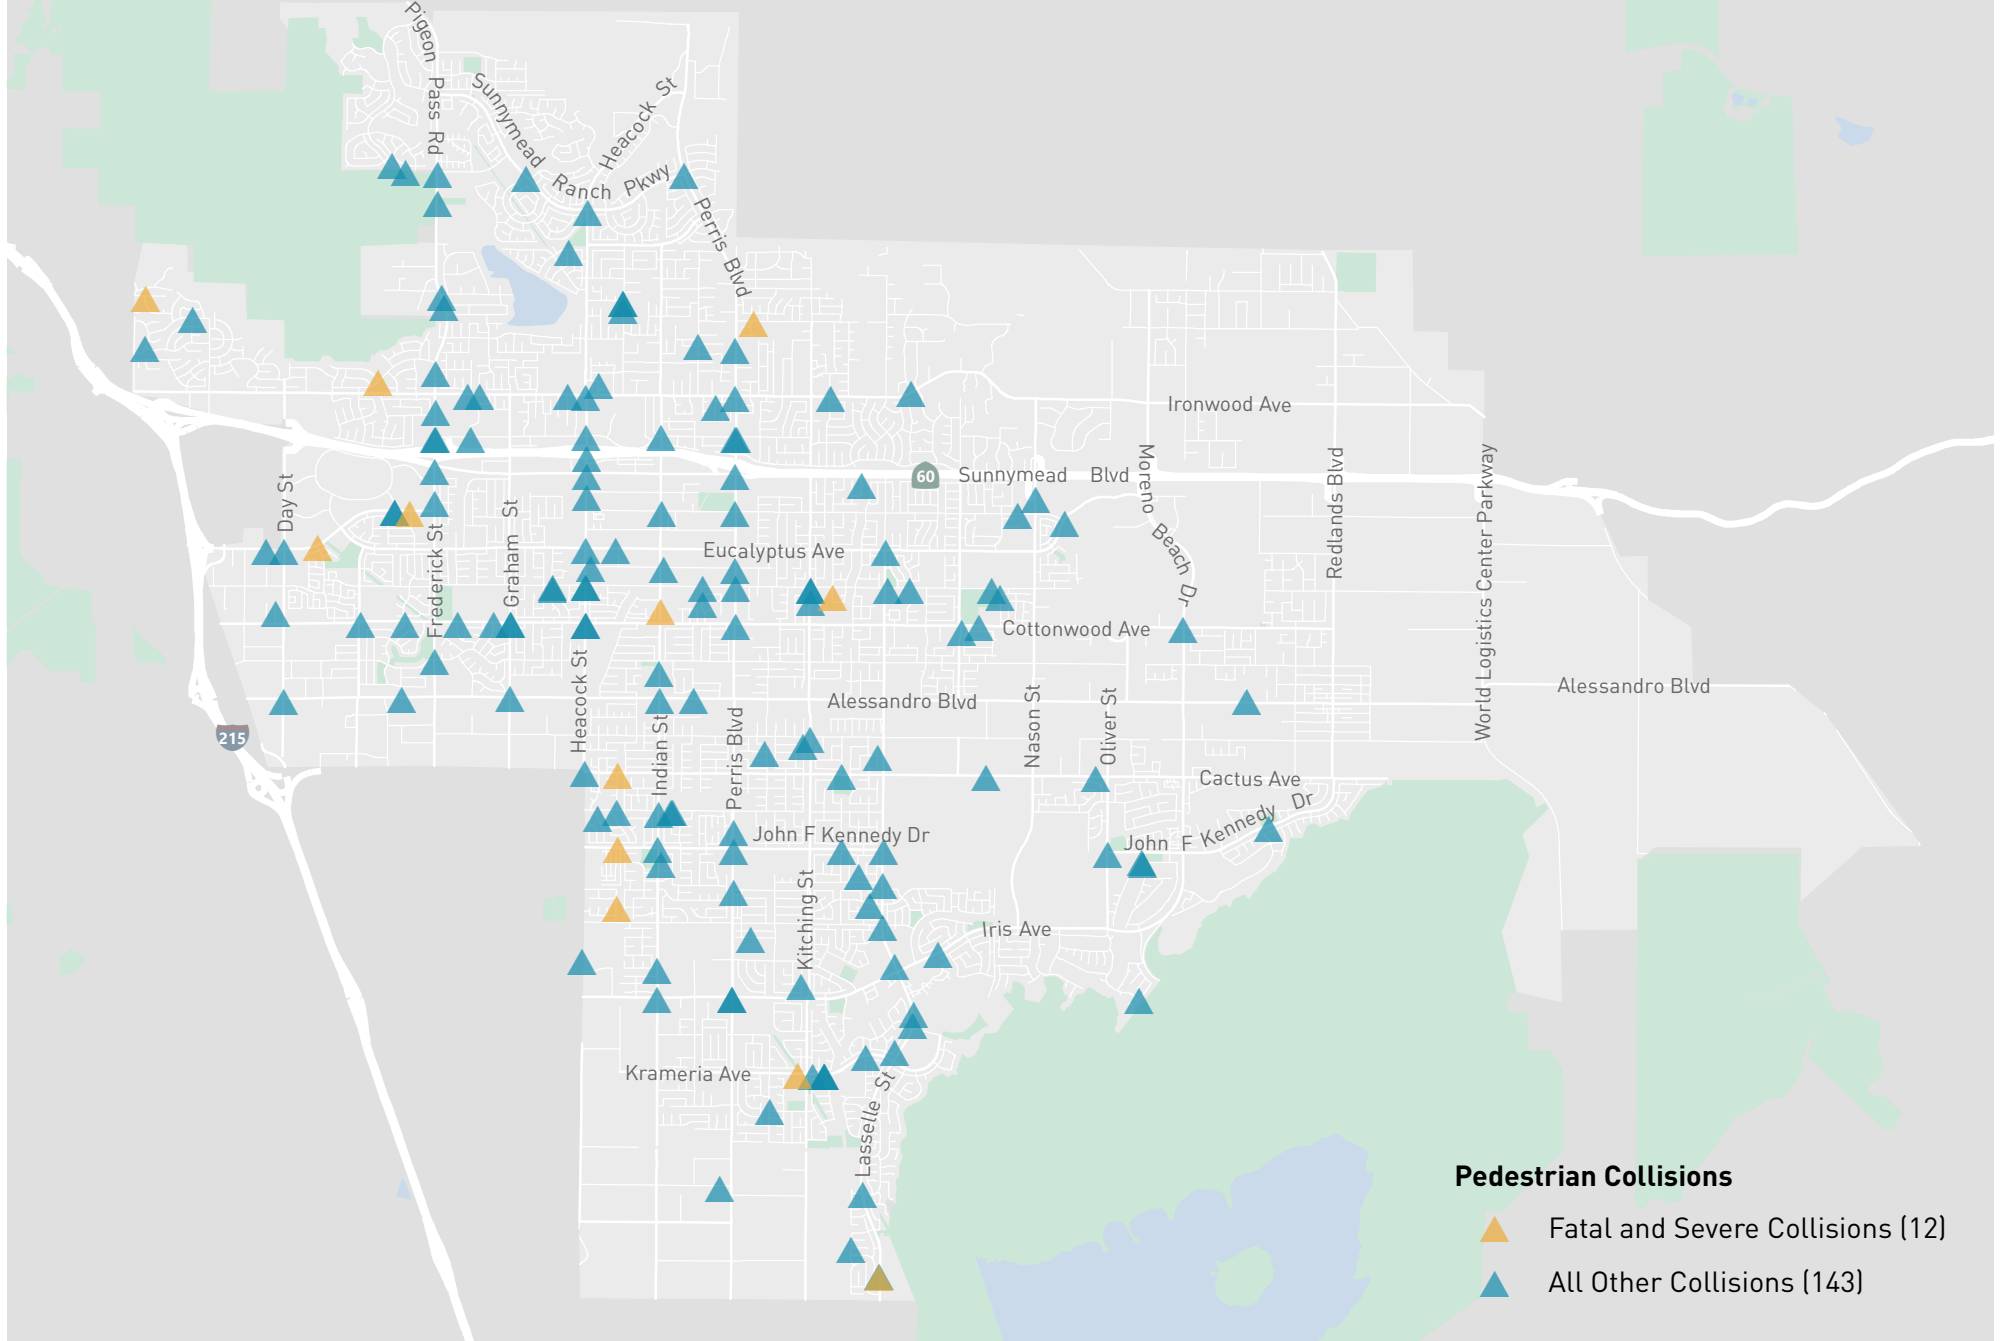 Pigeon Pass Rd
Sunnymead Ranch Pkwy
Heacock St
Perris Blvd
Ironwood Ave
60
Sunnymead Blvd
Moreno Beach Dr
Redlands Blvd
World Logistics Center Parkway
Day St
Graham St
Frederick St
Eucalyptus Ave
Cottonwood Ave
Heacock St
Alessandro Blvd
Alessandro Blvd
215
Indian St
Perris Blvd
Nason St
Oliver St
Cactus Ave
John F Kennedy Dr
John F Kennedy Dr
Kitching St
Iris Ave
Krameria Ave
Lasselle St
Pedestrian Collisions
Fatal and Severe Collisions (12)
All Other Collisions (143)